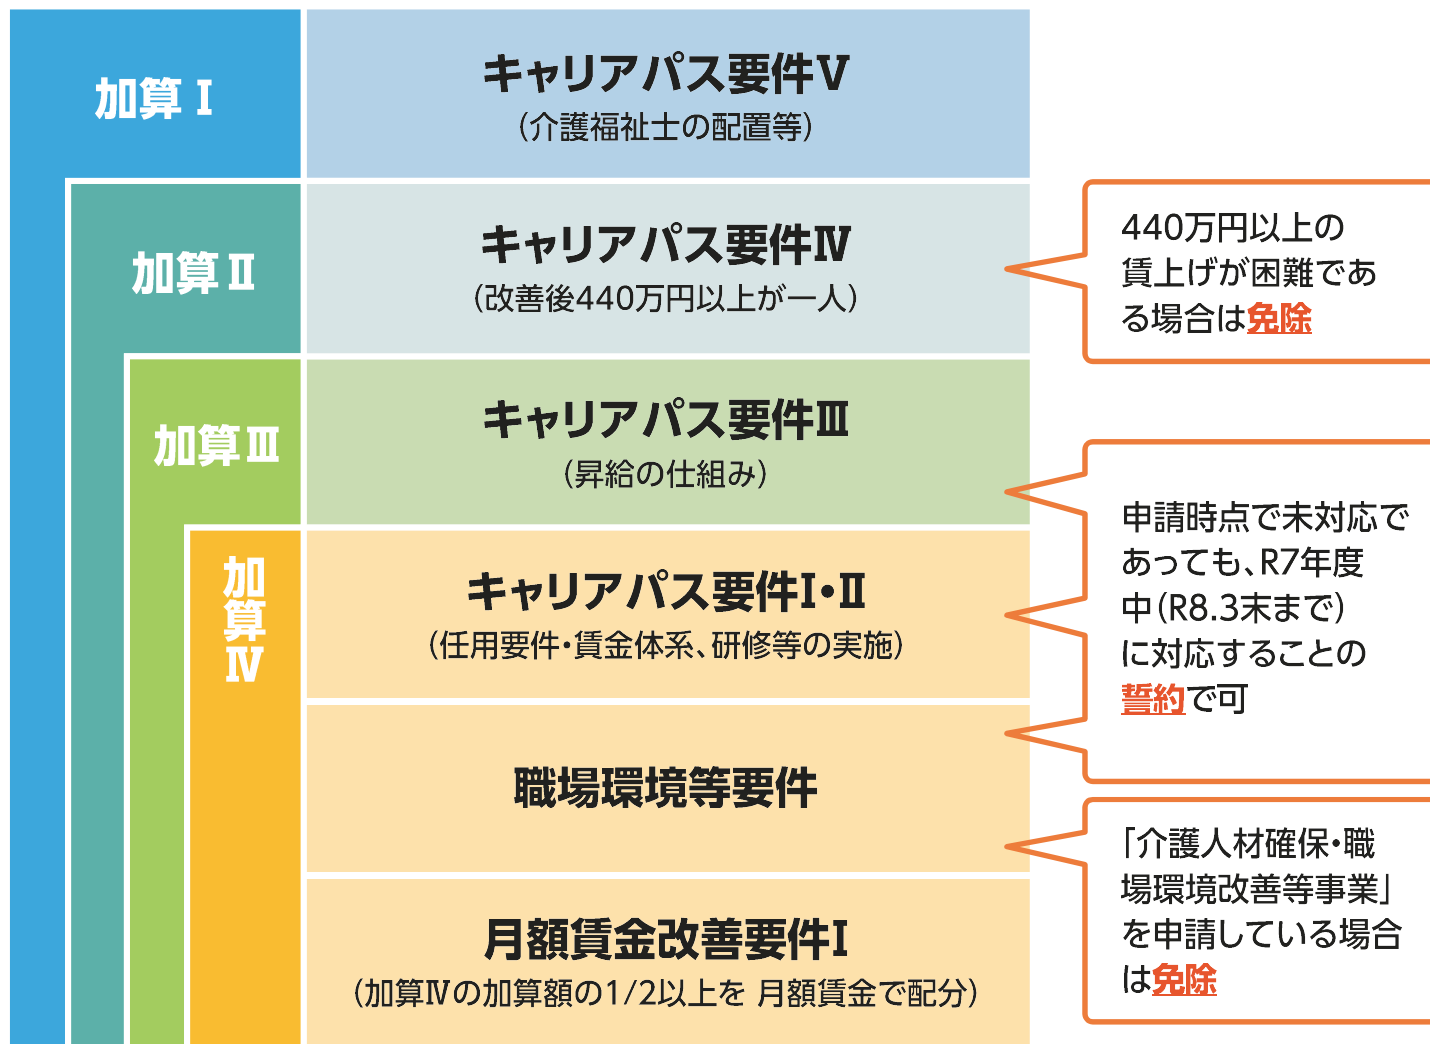 加算Ⅰ
キャリアパス要件Ⅴ
（介護福祉士の配置等）
加算Ⅱ
キャリアパス要件Ⅳ
（改善後440万円以上が一人）
440万円以上の
賃上げが困難であ
る場合は免除
加算Ⅲ
キャリアパス要件Ⅲ
（昇給の仕組み）
加算Ⅳ
キャリアパス要件Ⅰ・Ⅱ
（任用要件・賃金体系、研修等の実施）
職場環境等要件
申請時点で未対応で
あっても、R7年度
中（R8.3末まで）
に対応することの
誓約で可
月額賃金改善要件Ⅰ
（加算Ⅳの加算額の1/2以上を 月額賃金で配分）
「介護人材確保・職
場環境改善等事業」
を申請している場合
は免除